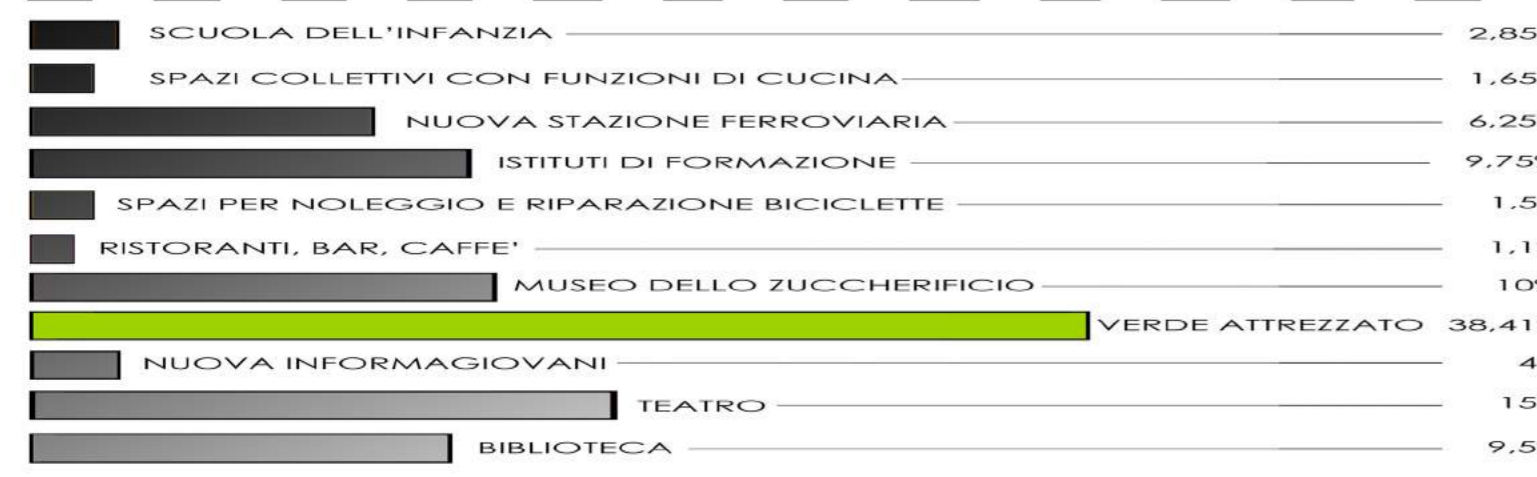 SCUOLA DELL'INFANZIA 2,85
SPAZI COLLETTIVI CON FUNZIONI DI CUCINA 1,65
NUOVA STAZIONE FERROVIARIA 6,25
ISTITUTI DI FORMAZIONE 9,75%
SPAZI PER NOLEGGIO E RIPARAZIONE BICICLETTE 1,5
RISTORANTI, BAR, CAFFE' 1,1
MUSEO DELLO ZUCCHERIFICIO 10%
VERDE ATTREZZATO 38,41
NUOVA INFORMAGIOVANI 4
TEATRO 15
BIBLIOTECA 9,5